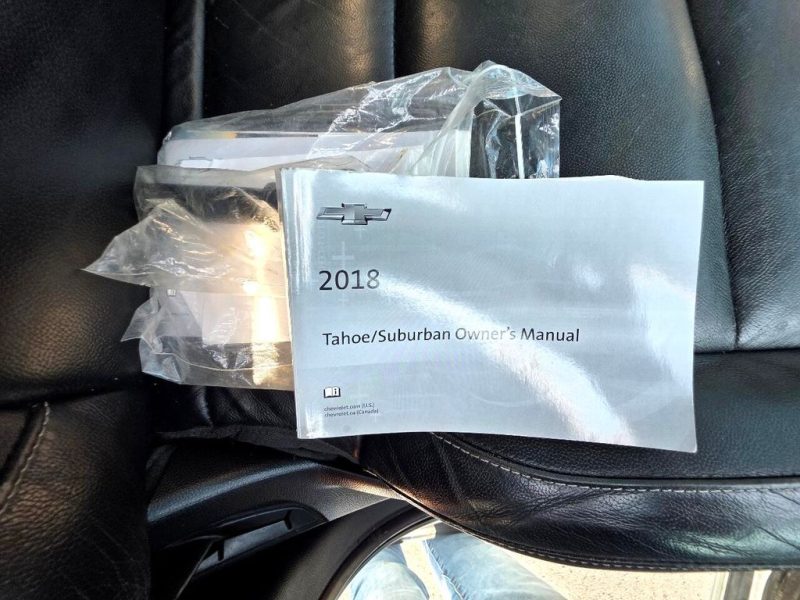 2018
Tahoe/Suburban Owner's Manual
chevrolet.com (U.S.)
chevrolet.ca (Canada)